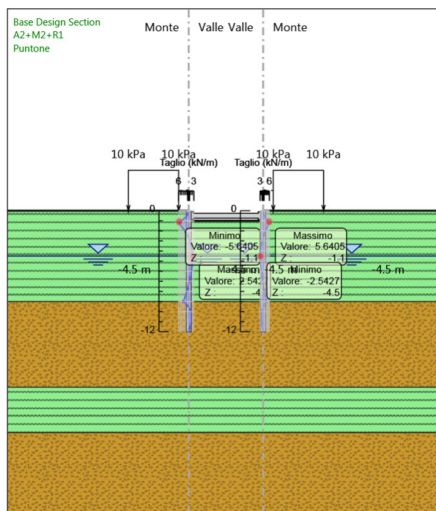 Base Design Section
A2+M2+R1
Puntone
Monte Valle Valle Monte
10 kPa 10 kPa 10 kPa 10 kPa
Taglio (kN/m) Taglio (kN/m)
6 -3 3 -6
0 0
Minimo
Valore: -5.6405
Z : -1.1
Massimo
Valore: 5.6405
Z : -1.1
-4.5 m -4.5 m
Valore:
Z :
Minimo
Valore: -2.5427
Z : -4.5
-12 -12